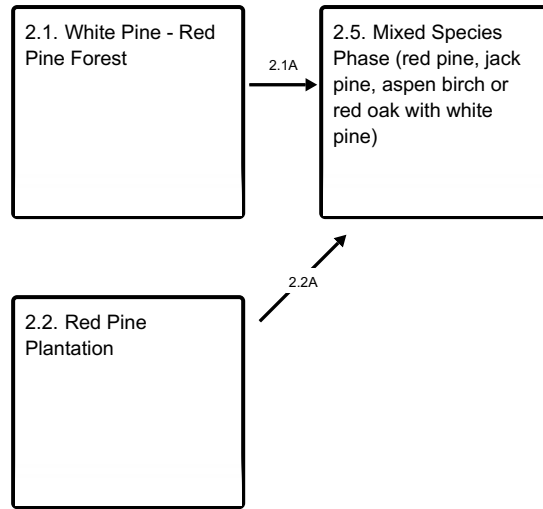 2.1. White Pine - Red
Pine Forest
2.1A
2.5. Mixed Species
Phase (red pine, jack
pine, aspen birch or
red oak with white
pine)
2.2A
2.2. Red Pine
Plantation